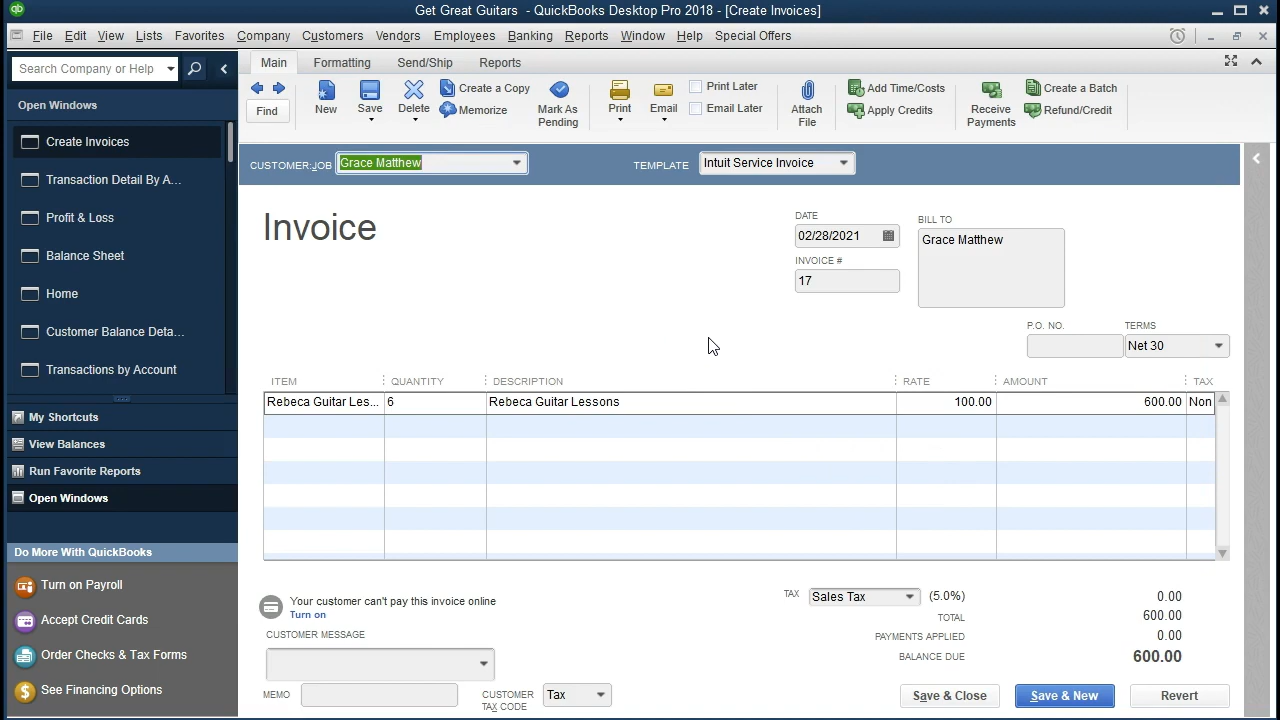 qb
Get Great Guitars - QuickBooks Desktop Pro 2018 - [Create Invoices]
File Edit View Lists Favorites Company Customers Vendors Employees Banking Reports Window Help Special Offers
Search Company or Help
Main Formatting Send/Ship Reports
Find New Save Delete Create a Copy Memorize Mark As Pending Print Email Print Later Email Later Attach File Add Time/Costs Apply Credits Receive Payments Create a Batch Refund/Credit
Open Windows
Create Invoices
Transaction Detail By A...
Profit & Loss
Balance Sheet
Home
Customer Balance Deta...
Transactions by Account
My Shortcuts
View Balances
Run Favorite Reports
Open Windows
Do More With QuickBooks
Turn on Payroll
Accept Credit Cards
Order Checks & Tax Forms
$ See Financing Options
CUSTOMER:JOB Grace Matthew TEMPLATE Intuit Service Invoice
Invoice
DATE
02/28/2021
INVOICE #
17
BILL TO
Grace Matthew
P.O. NO. TERMS
Net 30
ITEM QUANTITY DESCRIPTION RATE AMOUNT TAX
Rebeca Guitar Les... 6 Rebeca Guitar Lessons 100.00 600.00 Non
Your customer can't pay this invoice online
Turn on
CUSTOMER MESSAGE
MEMO
CUSTOMER TAX CODE Tax
TAX Sales Tax (5.0%) 0.00
TOTAL 600.00
PAYMENTS APPLIED 0.00
BALANCE DUE 600.00
Save & Close Save & New Revert